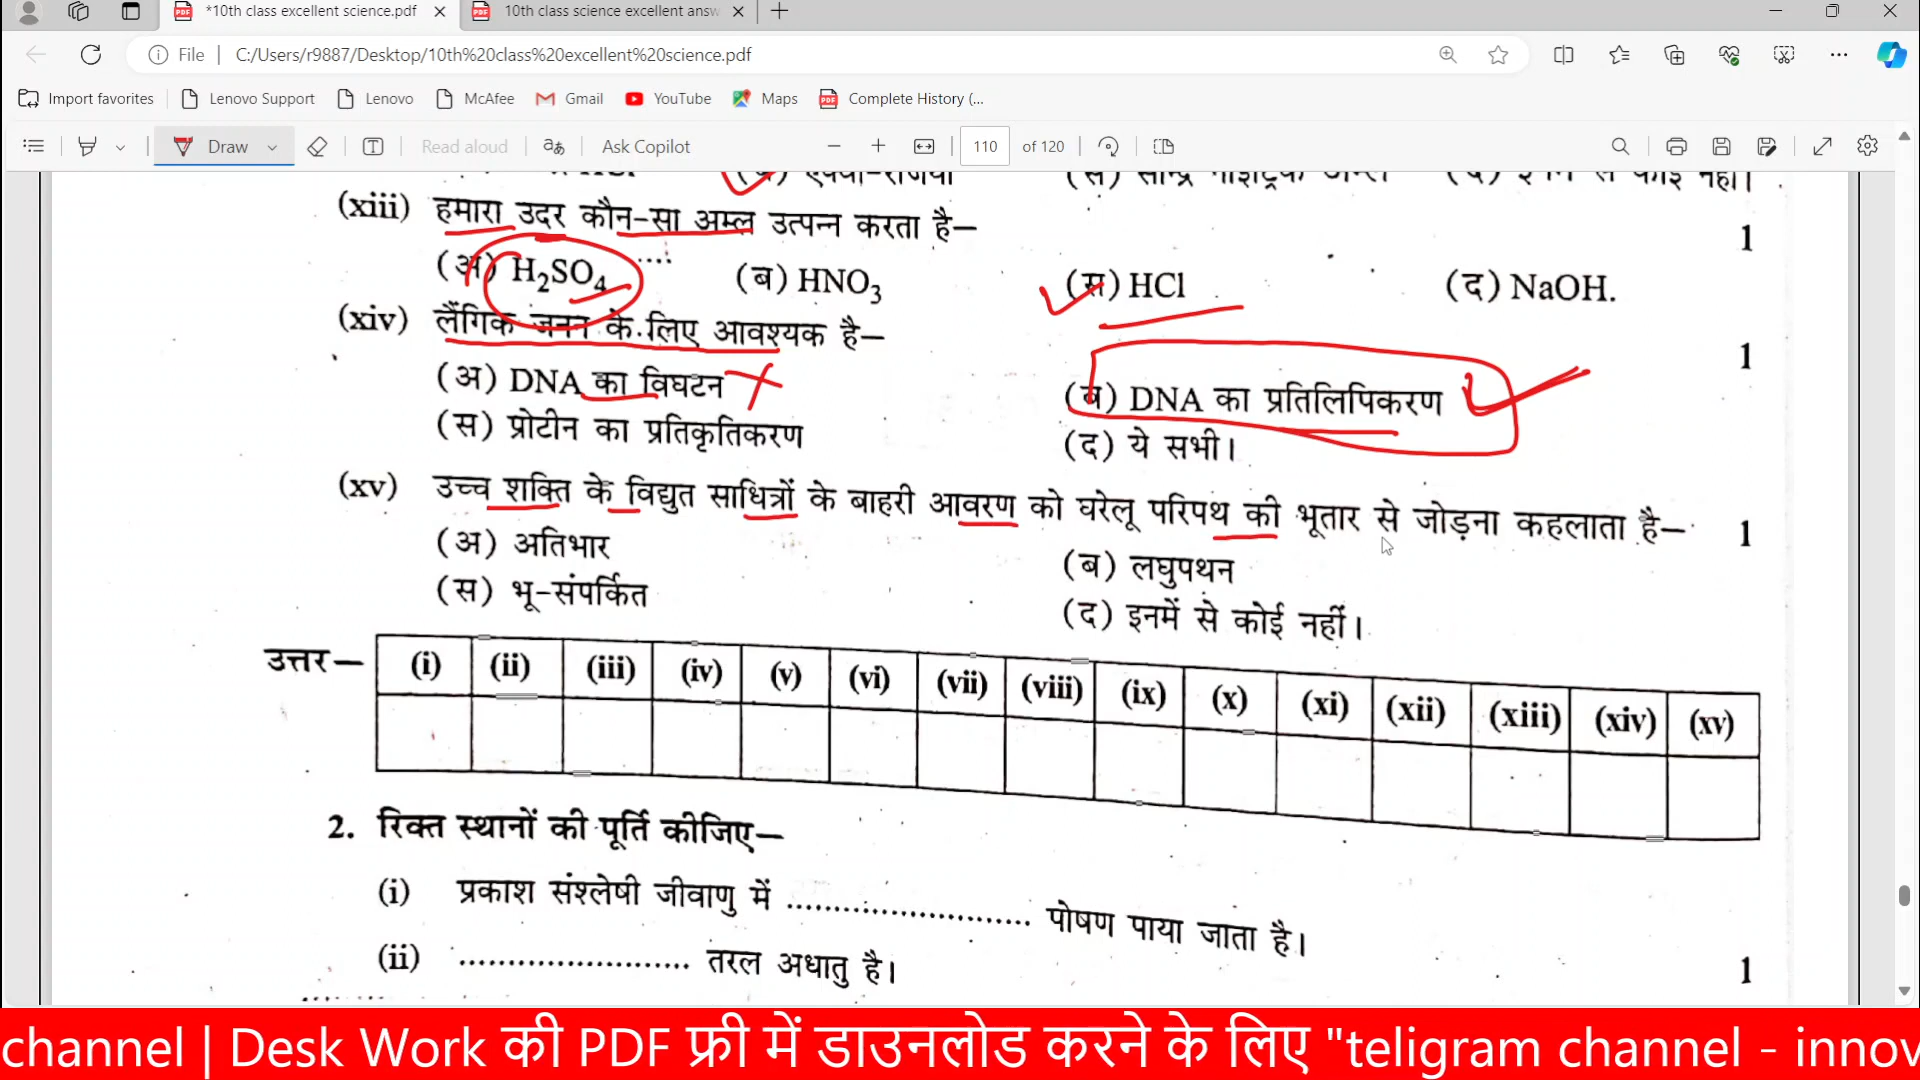 *10th class excellent science.pdf
10th class science excellent answ
File
C:/Users/r9887/Desktop/10th%20class%20excellent%20science.pdf
Import favorites
Lenovo Support
Lenovo
McAfee
Gmail
YouTube
Maps
Complete History (...
Draw
Read aloud
Ask Copilot
110 of 120
(xiii) हमारा उदर कौन-सा अम्ल उत्पन्न करता है— 1
(अ) H₂SO₄ (ब) HNO₃ (स) HCl (द) NaOH.
(xiv) लैंगिक जनन के लिए आवश्यक है— 1
(अ) DNA का विघटन (ब) DNA का प्रतिलिपिकरण
(स) प्रोटीन का प्रतिकृतिकरण (द) ये सभी।
(xv) उच्च शक्ति के विद्युत साधित्रों के बाहरी आवरण को घरेलू परिपथ की भूतार से जोड़ना कहलाता है— 1
(अ) अतिभार (ब) लघुपथन
(स) भू-संपर्कित (द) इनमें से कोई नहीं।
उत्तर— (i) (ii) (iii) (iv) (v) (vi) (vii) (viii) (ix) (x) (xi) (xii) (xiii) (xiv) (xv)
2. रिक्त स्थानों की पूर्ति कीजिए—
(i) प्रकाश संश्लेषी जीवाणु में .............................. पोषण पाया जाता है।
(ii) ............................ तरल अधातु है। 1
channel | Desk Work की PDF फ्री में डाउनलोड करने के लिए "teligram channel - innov